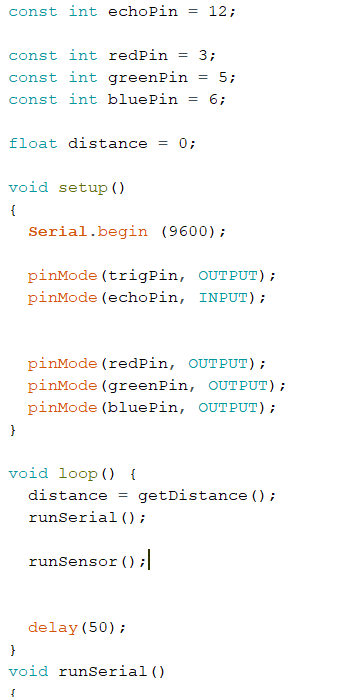 const int echoPin = 12;
const int redPin = 3;
const int greenPin = 5;
const int bluePin = 6;
float distance = 0;
void setup()
{
Serial.begin (9600);
pinMode(trigPin, OUTPUT);
pinMode(echoPin, INPUT);
pinMode(redPin, OUTPUT);
pinMode(greenPin, OUTPUT);
pinMode(bluePin, OUTPUT);
}
void loop() {
distance = getDistance();
runSerial();
runSensor();
delay(50);
}
void runSerial()
{